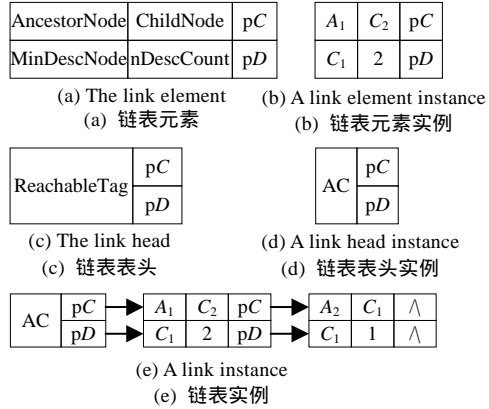 AncestorNode ChildNode pC
MinDescNode nDescCount pD
A1 C2 pC
C1 2 pD
(a) The link element
(a) 链表元素
(b) A link element instance
(b) 链表元素实例
ReachableTag pC
pD
AC pC
pD
(c) The link head
(c) 链表表头
(d) A link head instance
(d) 链表表头实例
AC pC A1 C2 pC A2 C1 /\
pD C1 2 pD C1 1 /\
(e) A link instance
(e) 链表实例